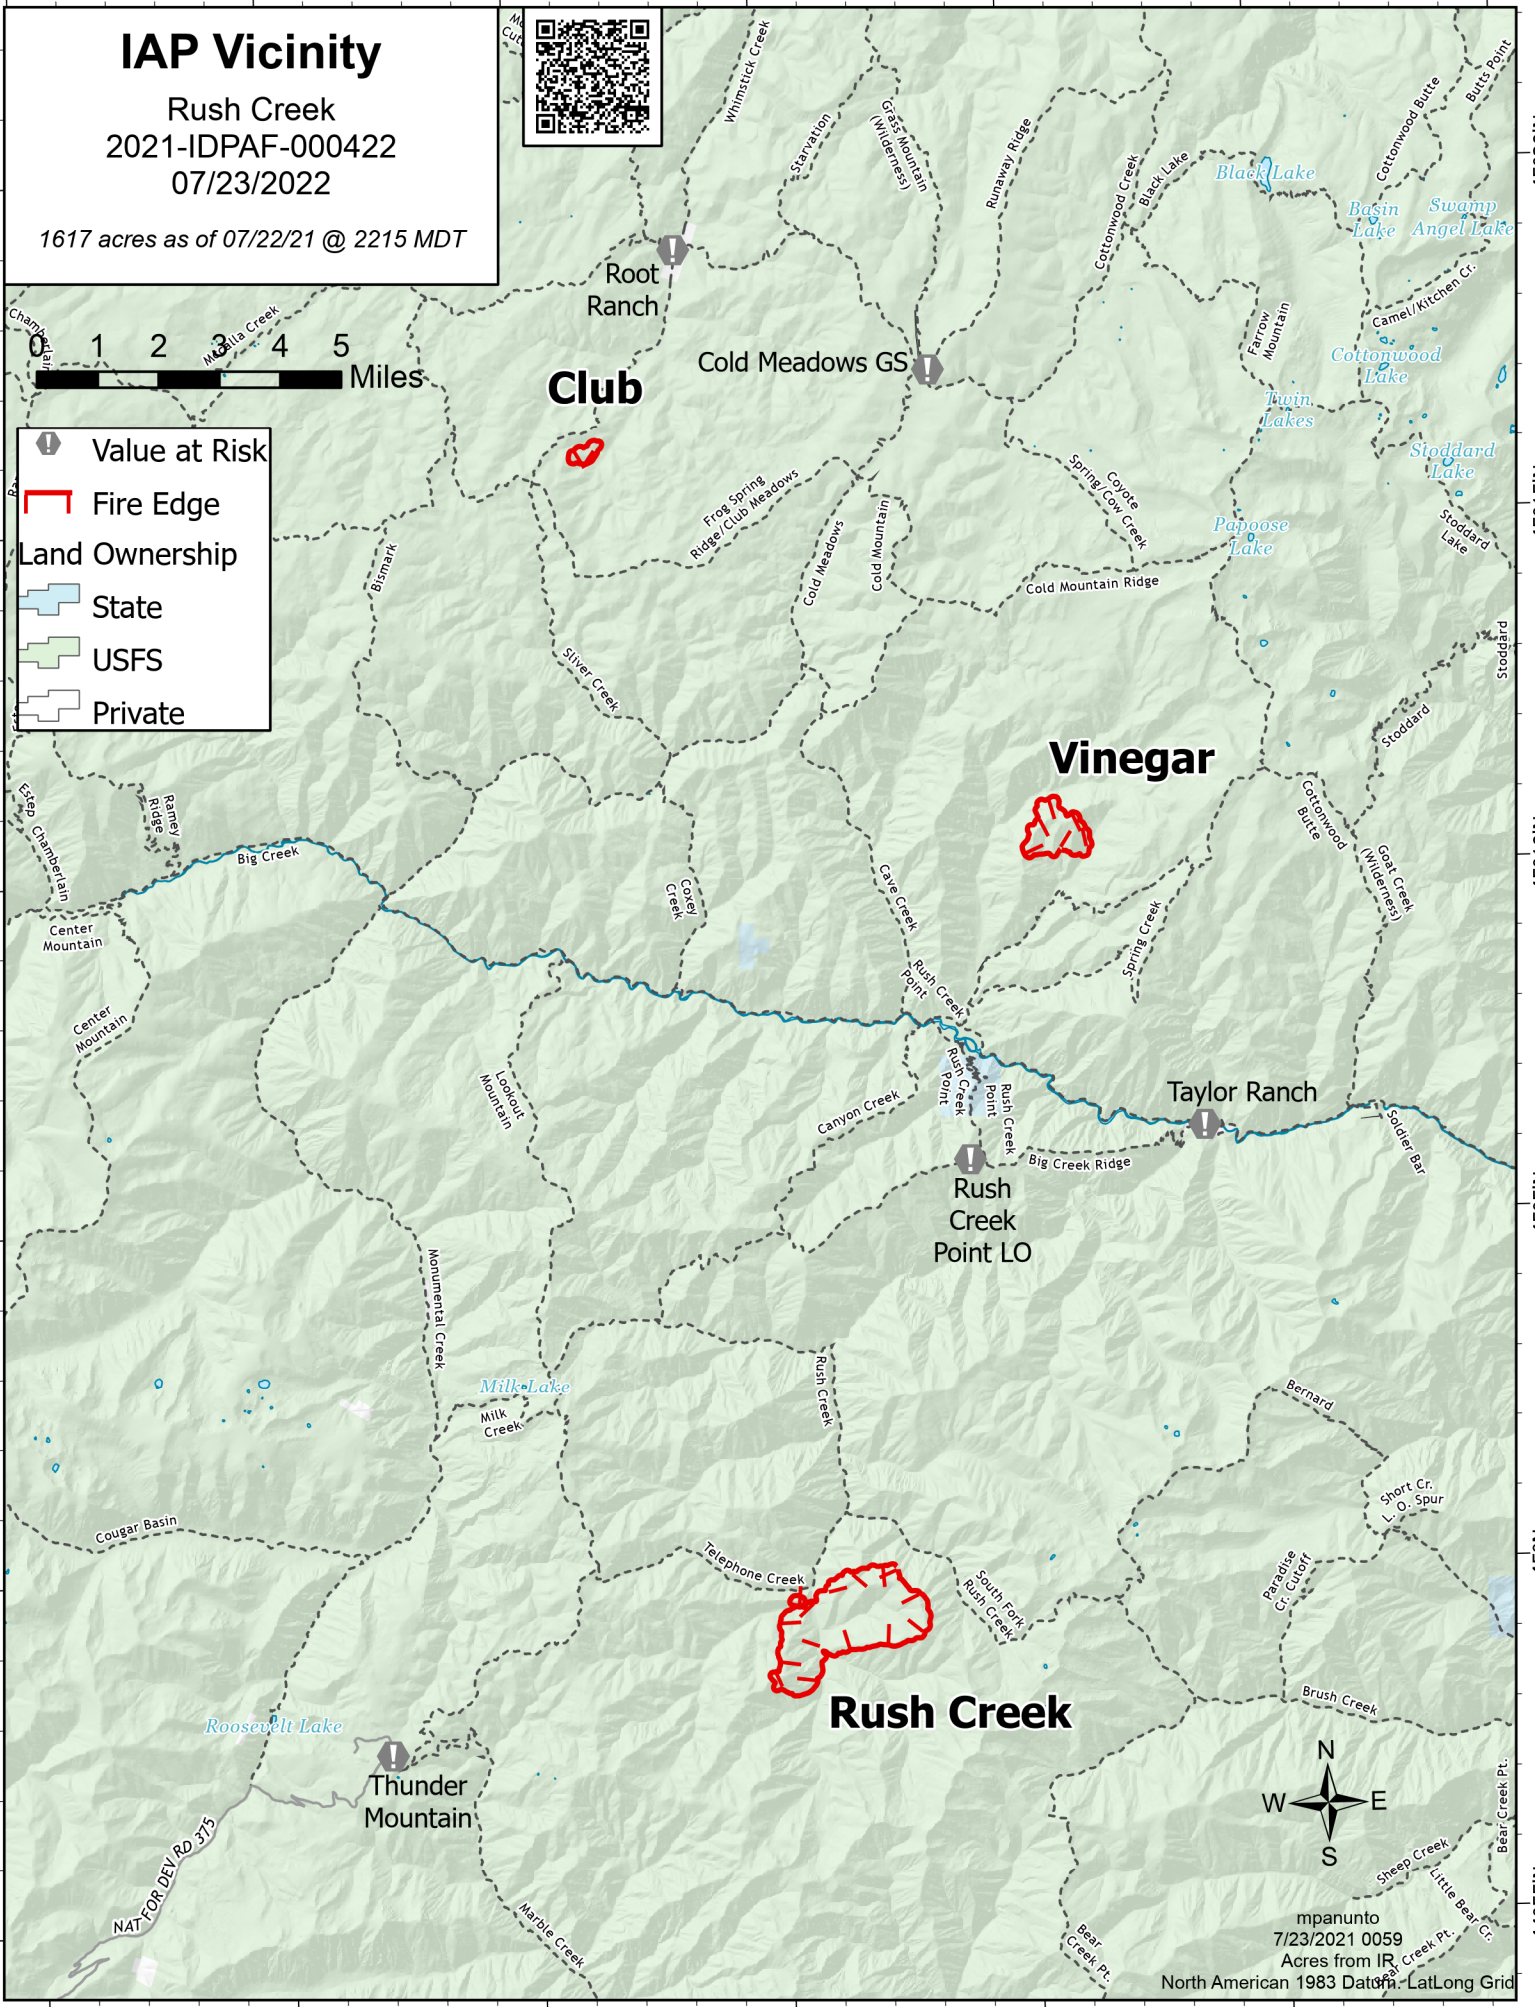 IAP Vicinity
Rush Creek
2021-IDPAF-000422
07/23/2022
1617 acres as of 07/22/21 @ 2215 MDT
Whimstick Creek
Starvation
Grass Mountain
(Wilderness)
Runaway Ridge
Cottonwood Creek
Black Lake
Black Lake
Cottonwood Butte
Butts Point
Basin
Lake
Swamp
Angel Lake
Camel/Kitchen Cr.
Farrow
Mountain
Cottonwood
Lake
Twin
Lakes
Stoddard
Lake
Stoddard
Lake
Papoose
Lake
Root
Ranch
Cold Meadows GS
Chamberlain
McCalla Creek
0 1 2 3 4 5
Miles
Club
Value at Risk
Fire Edge
Land Ownership
State
USFS
Private
Frog Spring
Ridge/Club Meadows
Cold Meadows
Cold Mountain
Coyote
Spring/Cow Creek
Cold Mountain Ridge
Bismark
Sliver Creek
Stoddard
Stoddard
Vinegar
Estep
Chamberlain
Ramey
Ridge
Big Creek
Center
Mountain
Center
Mountain
Coxey
Creek
Cave Creek
Rush Creek
Point
Spring Creek
Cottonwood
Butte
Goat Creek
(Wilderness)
Lookout
Mountain
Canyon Creek
Rush Creek
Point
Rush Creek
Point
Taylor Ranch
Soldier Bar
Big Creek Ridge
Rush
Creek
Point LO
Monumental Creek
Milk Lake
Milk
Creek
Rush Creek
Bernard
Short Cr.
L. O. Spur
Cougar Basin
Telephone Creek
South Fork
Rush Creek
Paradise
Cr. Cutoff
Rush Creek
Brush Creek
Roosevelt Lake
Thunder
Mountain
NAT FOR DEV RD 375
Marble Creek
N
W E
S
Bear Creek Pt.
Sheep Creek
Little Bear Cr.
Bear Creek Pt.
Bear
Creek Pt.
mpanunto
7/23/2021 0059
Acres from IR
North American 1983 Datum. LatLong Grid